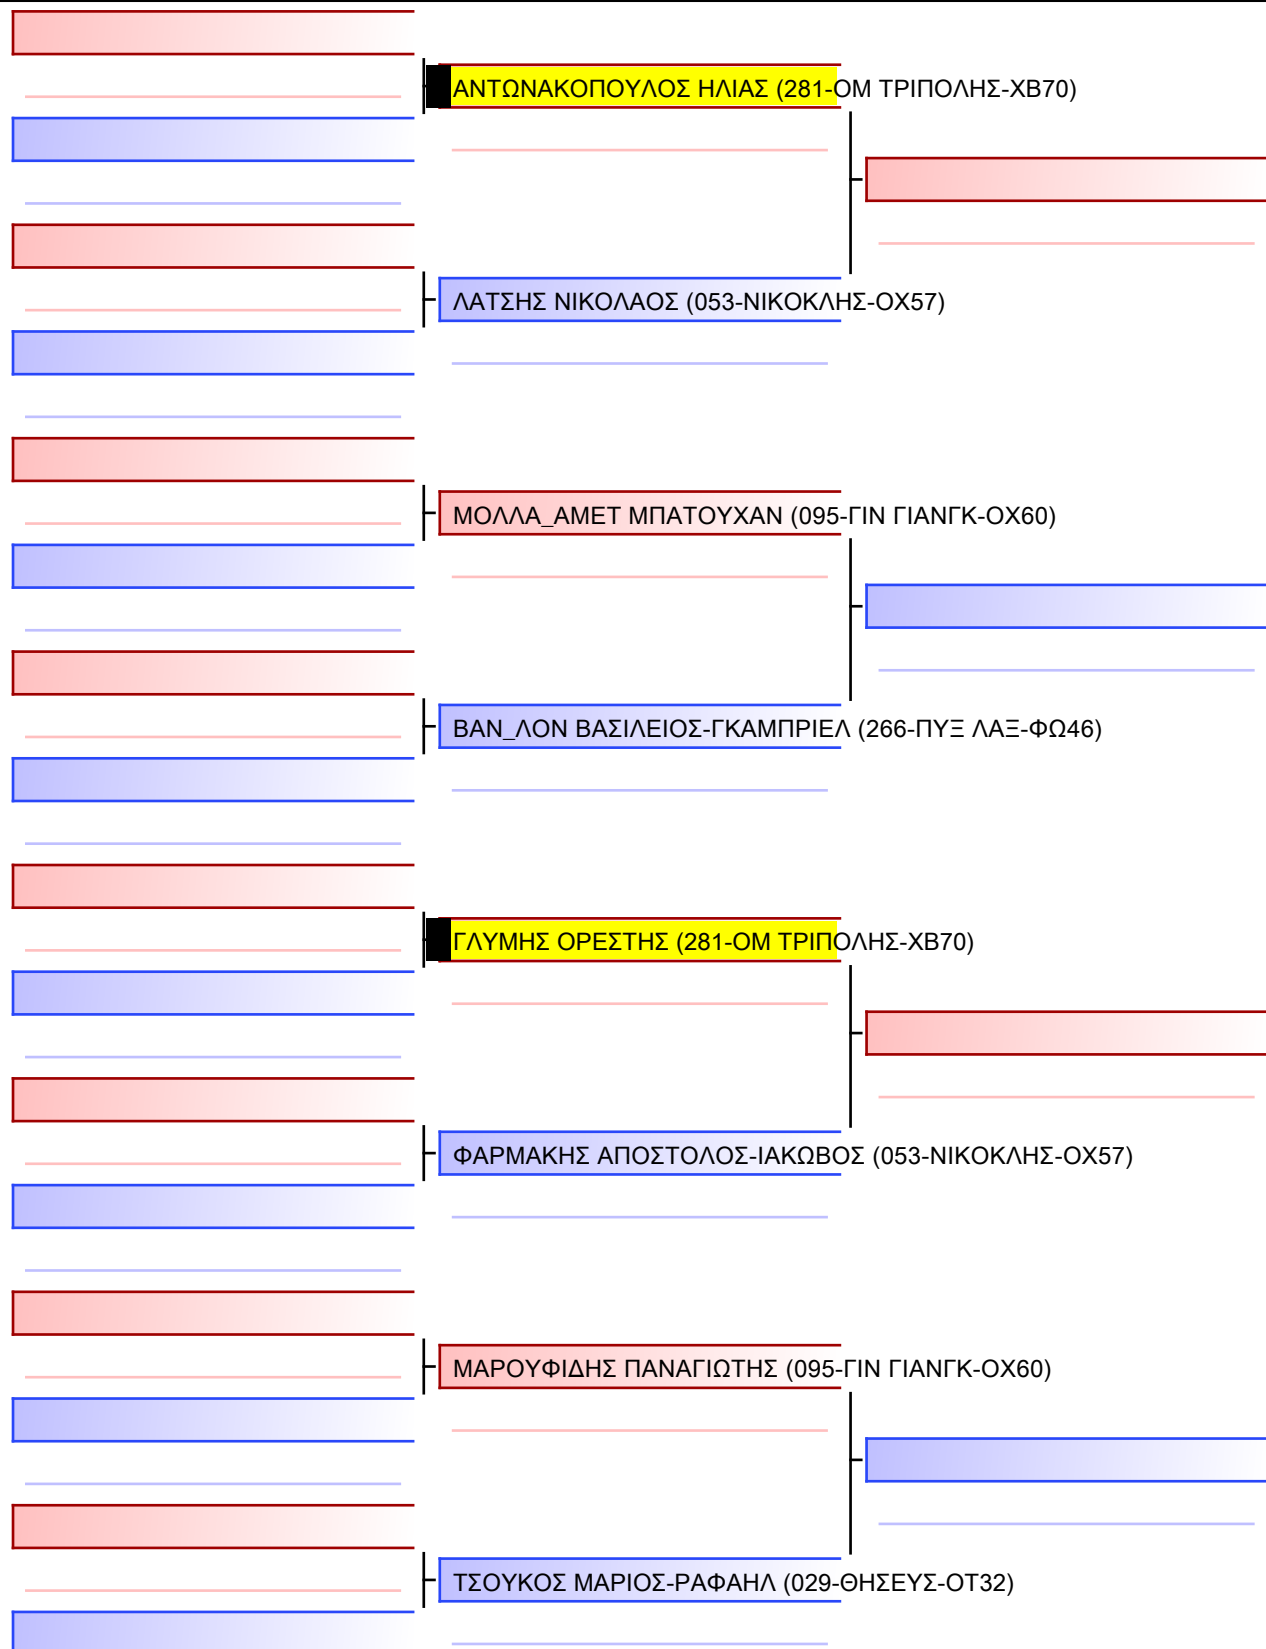 ΑΝΤΩΝΑΚΟΠΟΥΛΟΣ ΗΛΙΑΣ (281-ΟΜ ΤΡΙΠΟΛΗΣ-ΧΒ70)
ΛΑΤΣΗΣ ΝΙΚΟΛΑΟΣ (053-ΝΙΚΟΚΛΗΣ-ΟΧ57)
ΜΟΛΛΑ_ΑΜΕΤ ΜΠΑΤΟΥΧΑΝ (095-ΓΙΝ ΓΙΑΝΓΚ-ΟΧ60)
ΒΑΝ_ΛΟΝ ΒΑΣΙΛΕΙΟΣ-ΓΚΑΜΠΡΙΕΛ (266-ΠΥΞ ΛΑΞ-ΦΩ46)
ΓΛΥΜΗΣ ΟΡΕΣΤΗΣ (281-ΟΜ ΤΡΙΠΟΛΗΣ-ΧΒ70)
ΦΑΡΜΑΚΗΣ ΑΠΟΣΤΟΛΟΣ-ΙΑΚΩΒΟΣ (053-ΝΙΚΟΚΛΗΣ-ΟΧ57)
ΜΑΡΟΥΦΙΔΗΣ ΠΑΝΑΓΙΩΤΗΣ (095-ΓΙΝ ΓΙΑΝΓΚ-ΟΧ60)
ΤΣΟΥΚΟΣ ΜΑΡΙΟΣ-ΡΑΦΑΗΛ (029-ΘΗΣΕΥΣ-ΟΤ32)